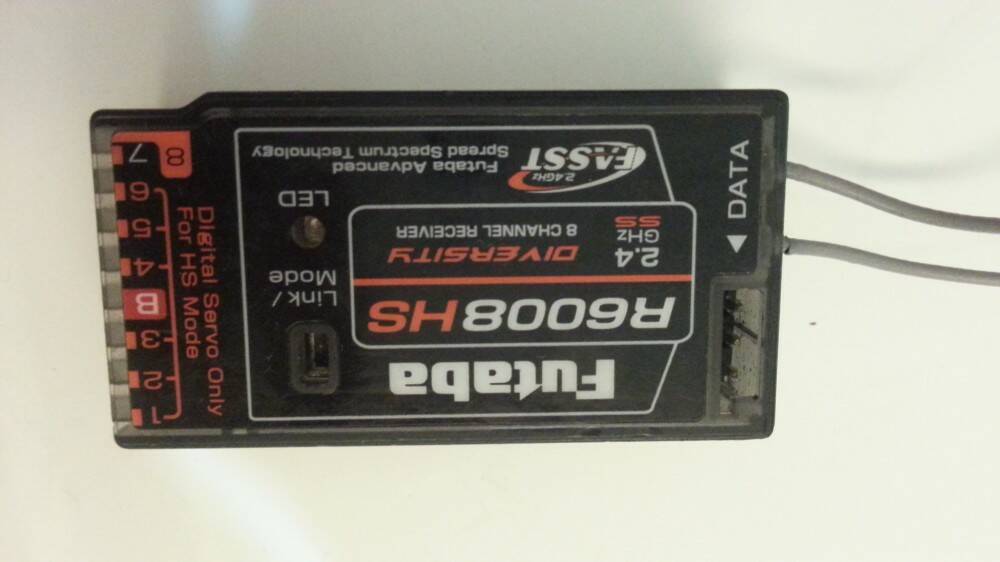 Futaba
R6008HS
DIVERSITY
2.4 GHz SS
8 CHANNEL RECEIVER
2.4GHz
FASST
Futaba Advanced
Spread Spectrum Technology
Link/
Mode
LED
DATA
Digital Servo Only
For HS Mode
1
2
3
B
4
5
6
7
8